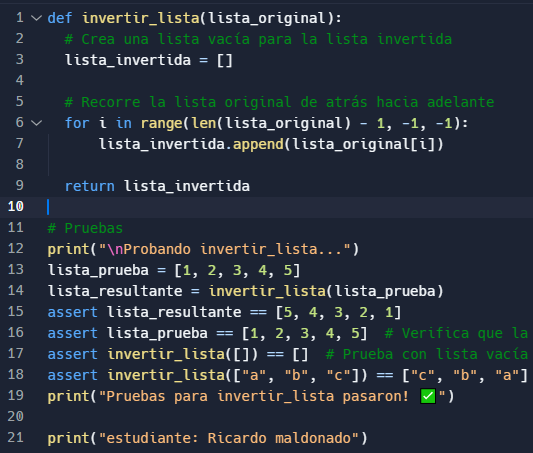 1 def invertir_lista(lista_original):
2 # Crea una lista vacía para la lista invertida
3 lista_invertida = []
4
5 # Recorre la lista original de atrás hacia adelante
6 for i in range(len(lista_original) - 1, -1, -1):
7 lista_invertida.append(lista_original[i])
8
9 return lista_invertida
10
11 # Pruebas
12 print("\nProbando invertir_lista...")
13 lista_prueba = [1, 2, 3, 4, 5]
14 lista_resultante = invertir_lista(lista_prueba)
15 assert lista_resultante == [5, 4, 3, 2, 1]
16 assert lista_prueba == [1, 2, 3, 4, 5] # Verifica que la
17 assert invertir_lista([]) == [] # Prueba con lista vacía
18 assert invertir_lista(["a", "b", "c"]) == ["c", "b", "a"]
19 print("Pruebas para invertir_lista pasaron! ✅")
20
21 print("estudiante: Ricardo maldonado")